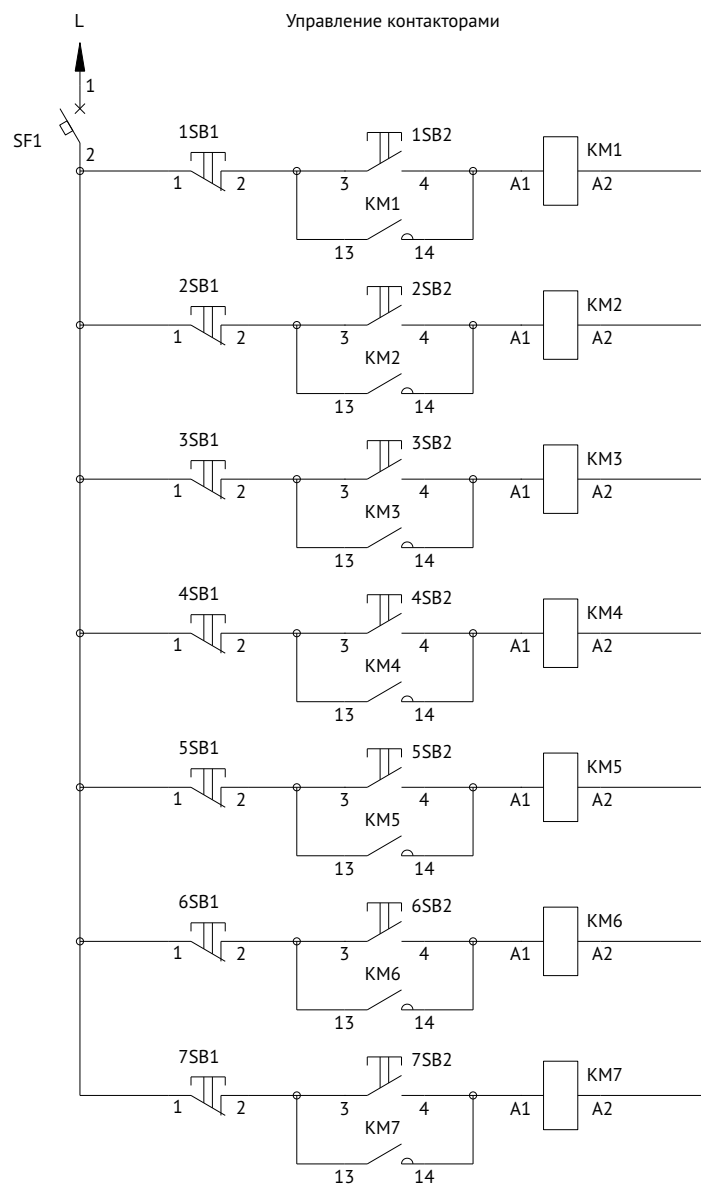 L Управление контакторами
1
SF1
2
1SB1 1SB2 KM1
1 2 3 4 A1 A2
KM1
13 14
2SB1 2SB2 KM2
1 2 3 4 A1 A2
KM2
13 14
3SB1 3SB2 KM3
1 2 3 4 A1 A2
KM3
13 14
4SB1 4SB2 KM4
1 2 3 4 A1 A2
KM4
13 14
5SB1 5SB2 KM5
1 2 3 4 A1 A2
KM5
13 14
6SB1 6SB2 KM6
1 2 3 4 A1 A2
KM6
13 14
7SB1 7SB2 KM7
1 2 3 4 A1 A2
KM7
13 14